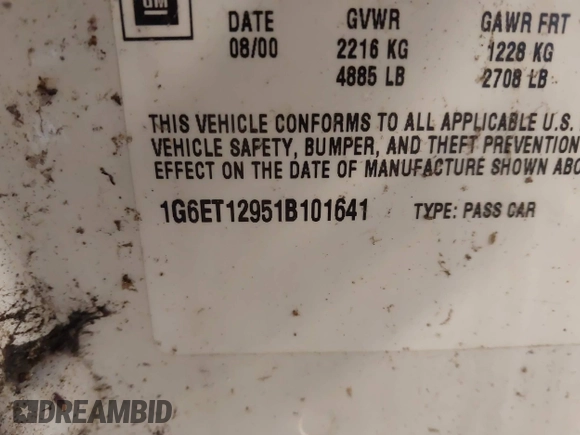 GM
DATE GVWR GAWR FRT
08/00 2216 KG 1228 KG
4885 LB 2708 LB
THIS VEHICLE CONFORMS TO ALL APPLICABLE U.S.
VEHICLE SAFETY, BUMPER, AND THEFT PREVENTION
EFFECT ON THE DATE OF MANUFACTURE SHOWN ABO
1G6ET12951B101641 TYPE: PASS CAR
DREAMBID